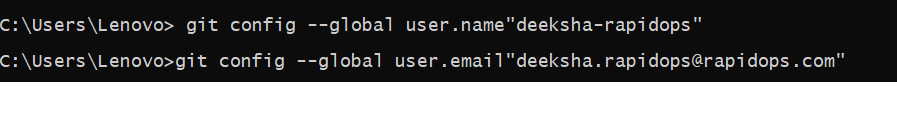 C:\Users\Lenovo> git config --global user.name"deeksha-rapidops"
C:\Users\Lenovo>git config --global user.email"deeksha.rapidops@rapidops.com"